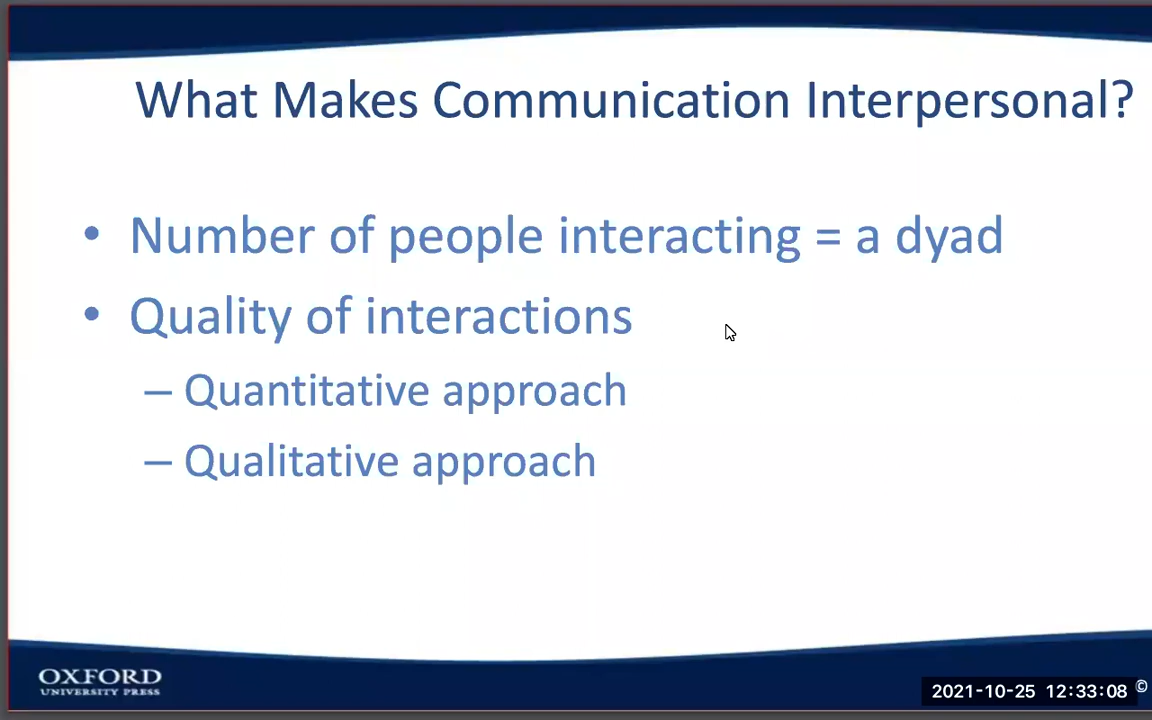 What Makes Communication Interpersonal?
• Number of people interacting = a dyad
• Quality of interactions
– Quantitative approach
– Qualitative approach
OXFORD
UNIVERSITY PRESS
2021-10-25 12:33:08 ©